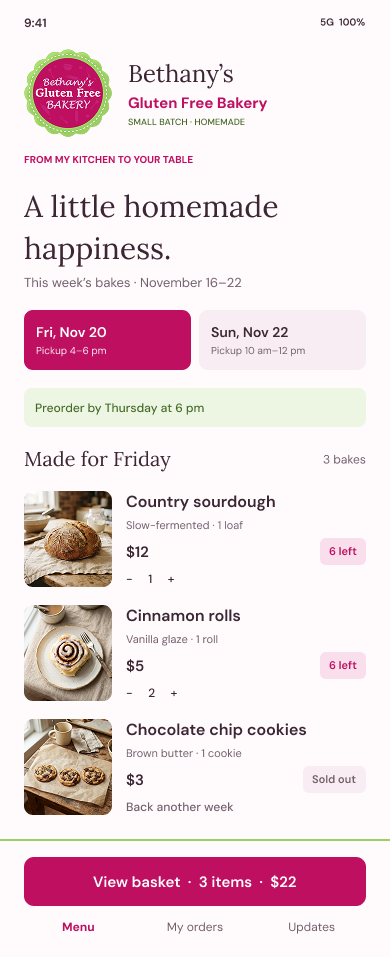 9:41
5G 100%
Bethany's
Gluten Free
BAKERY
Bethany’s
Gluten Free Bakery
SMALL BATCH · HOMEMADE
FROM MY KITCHEN TO YOUR TABLE
A little homemade
happiness.
This week’s bakes · November 16–22
Fri, Nov 20
Pickup 4–6 pm
Sun, Nov 22
Pickup 10 am–12 pm
Preorder by Thursday at 6 pm
Made for Friday
3 bakes
Country sourdough
Slow-fermented · 1 loaf
$12
6 left
- 1 +
Cinnamon rolls
Vanilla glaze · 1 roll
$5
6 left
- 2 +
Chocolate chip cookies
Brown butter · 1 cookie
$3
Sold out
Back another week
View basket · 3 items · $22
Menu
My orders
Updates